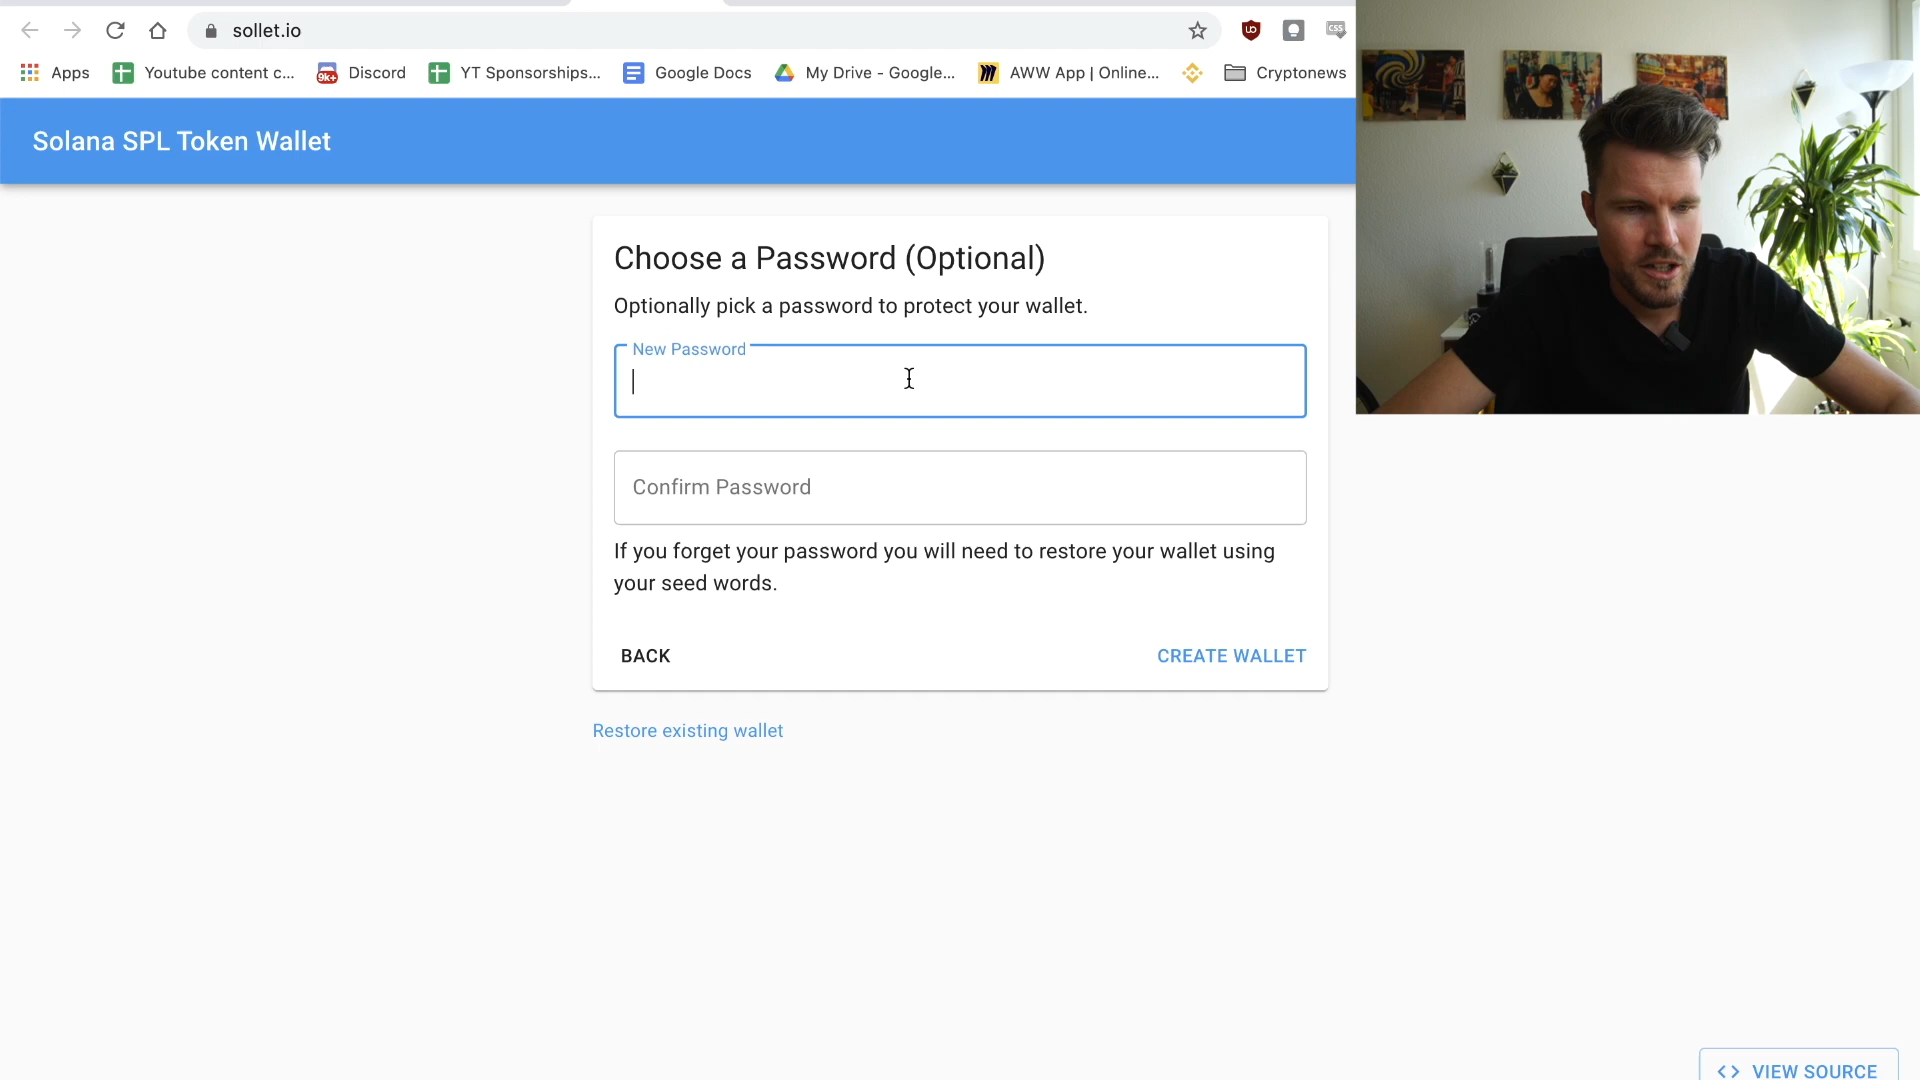 sollet.io
Apps
Youtube content c...
9k+
Discord
YT Sponsorships...
Google Docs
My Drive - Google...
AWW App | Online...
Cryptonews
CSS
Solana SPL Token Wallet
Choose a Password (Optional)
Optionally pick a password to protect your wallet.
New Password
Confirm Password
If you forget your password you will need to restore your wallet using
your seed words.
BACK
CREATE WALLET
Restore existing wallet
<> VIEW SOURCE